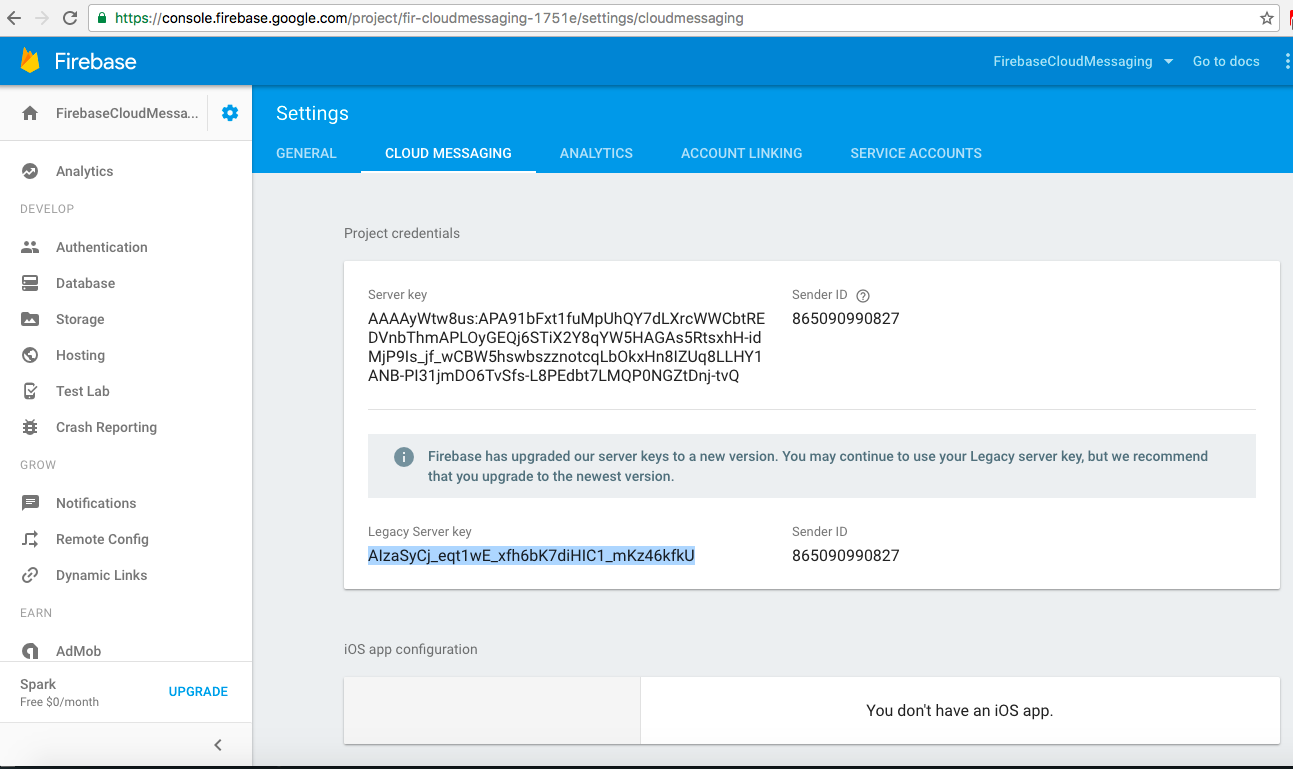 https://console.firebase.google.com/project/fir-cloudmessaging-1751e/settings/cloudmessaging
Firebase
FirebaseCloudMessaging
Go to docs
FirebaseCloudMessa...
Settings
GENERAL
CLOUD MESSAGING
ANALYTICS
ACCOUNT LINKING
SERVICE ACCOUNTS
Analytics
DEVELOP
Authentication
Database
Storage
Hosting
Test Lab
Crash Reporting
GROW
Notifications
Remote Config
Dynamic Links
EARN
AdMob
Spark
Free $0/month
UPGRADE
Project credentials
Server key
AAAAyWtw8us:APA91bFxt1fuMpUhQY7dLXrcWWCbtRE
DVnbThmAPLOyGEQj6STiX2Y8qYW5HAGAs5RtsxhH-id
MjP9Is_jf_wCBW5hswbszznotcqLbOkxHn8IZUq8LLHY1
ANB-PI31jmDO6TvSfs-L8PEdbt7LMQP0NGZtDnj-tvQ
Sender ID
865090990827
Firebase has upgraded our server keys to a new version. You may continue to use your Legacy server key, but we recommend
that you upgrade to the newest version.
Legacy Server key
AIzaSyCj_eqt1wE_xfh6bK7diHIC1_mKz46kfkU
Sender ID
865090990827
iOS app configuration
You don't have an iOS app.